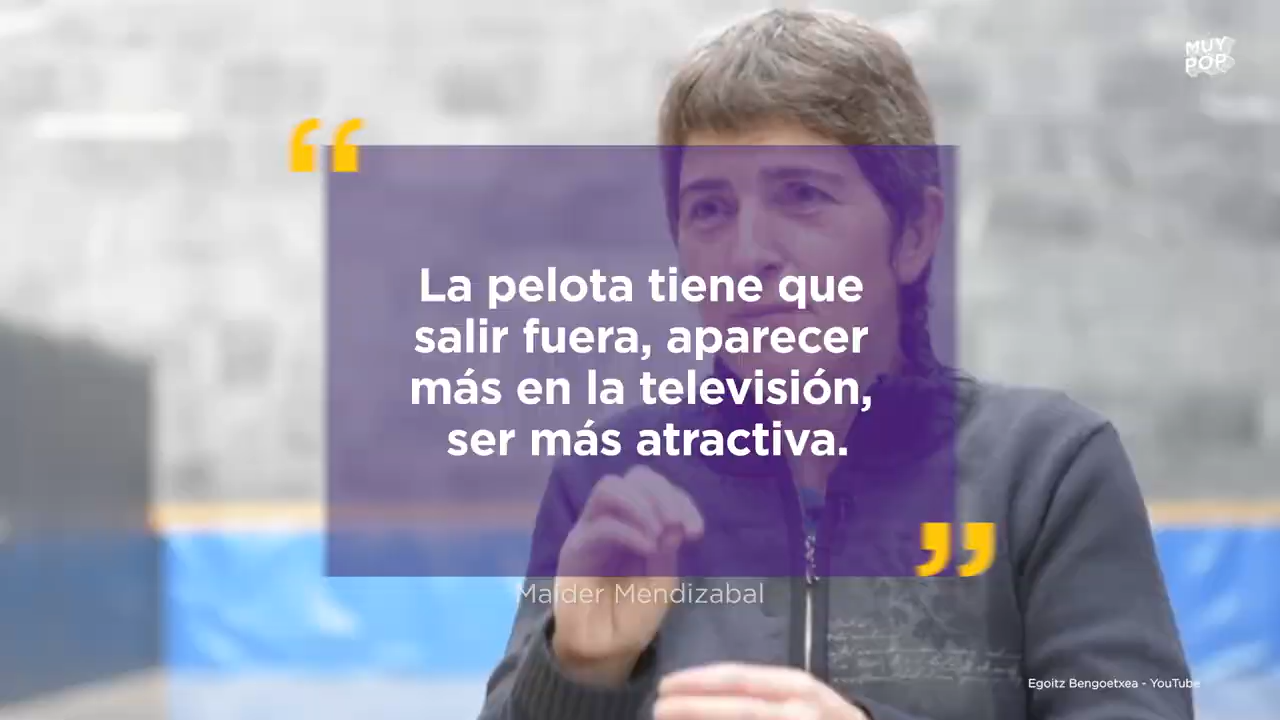 MUY
POP
“
La pelota tiene que
salir fuera, aparecer
más en la televisión,
ser más atractiva.
”
Maider Mendizabal
Egoitz Bengoetxea - YouTube